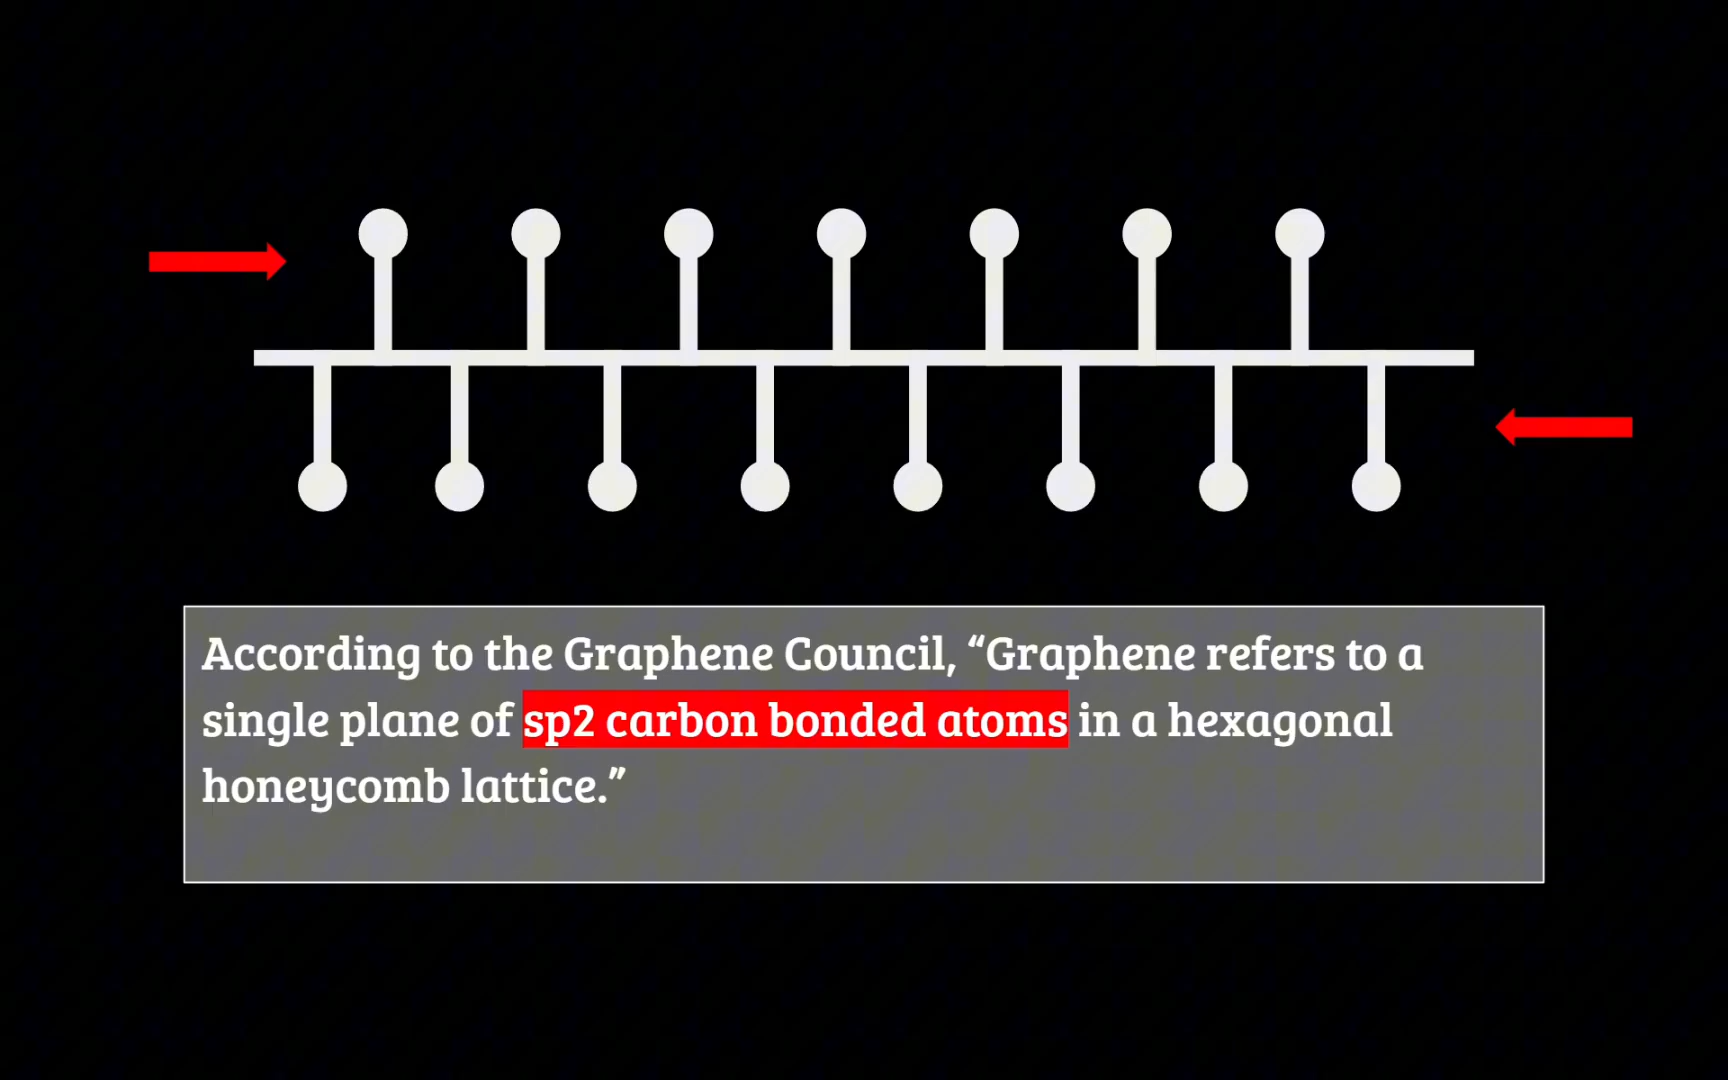 According to the Graphene Council, “Graphene refers to a
single plane of sp2 carbon bonded atoms in a hexagonal
honeycomb lattice.”